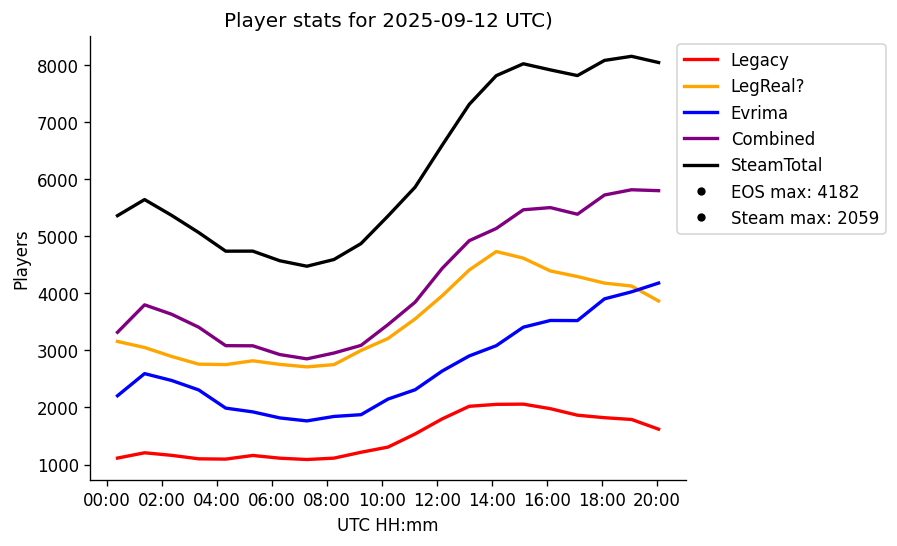 Player stats for 2025-09-12 UTC)
Players
8000
7000
6000
5000
4000
3000
2000
1000
00:00 02:00 04:00 06:00 08:00 10:00 12:00 14:00 16:00 18:00 20:00
UTC HH:mm
Legacy
LegReal?
Evrima
Combined
SteamTotal
EOS max: 4182
Steam max: 2059